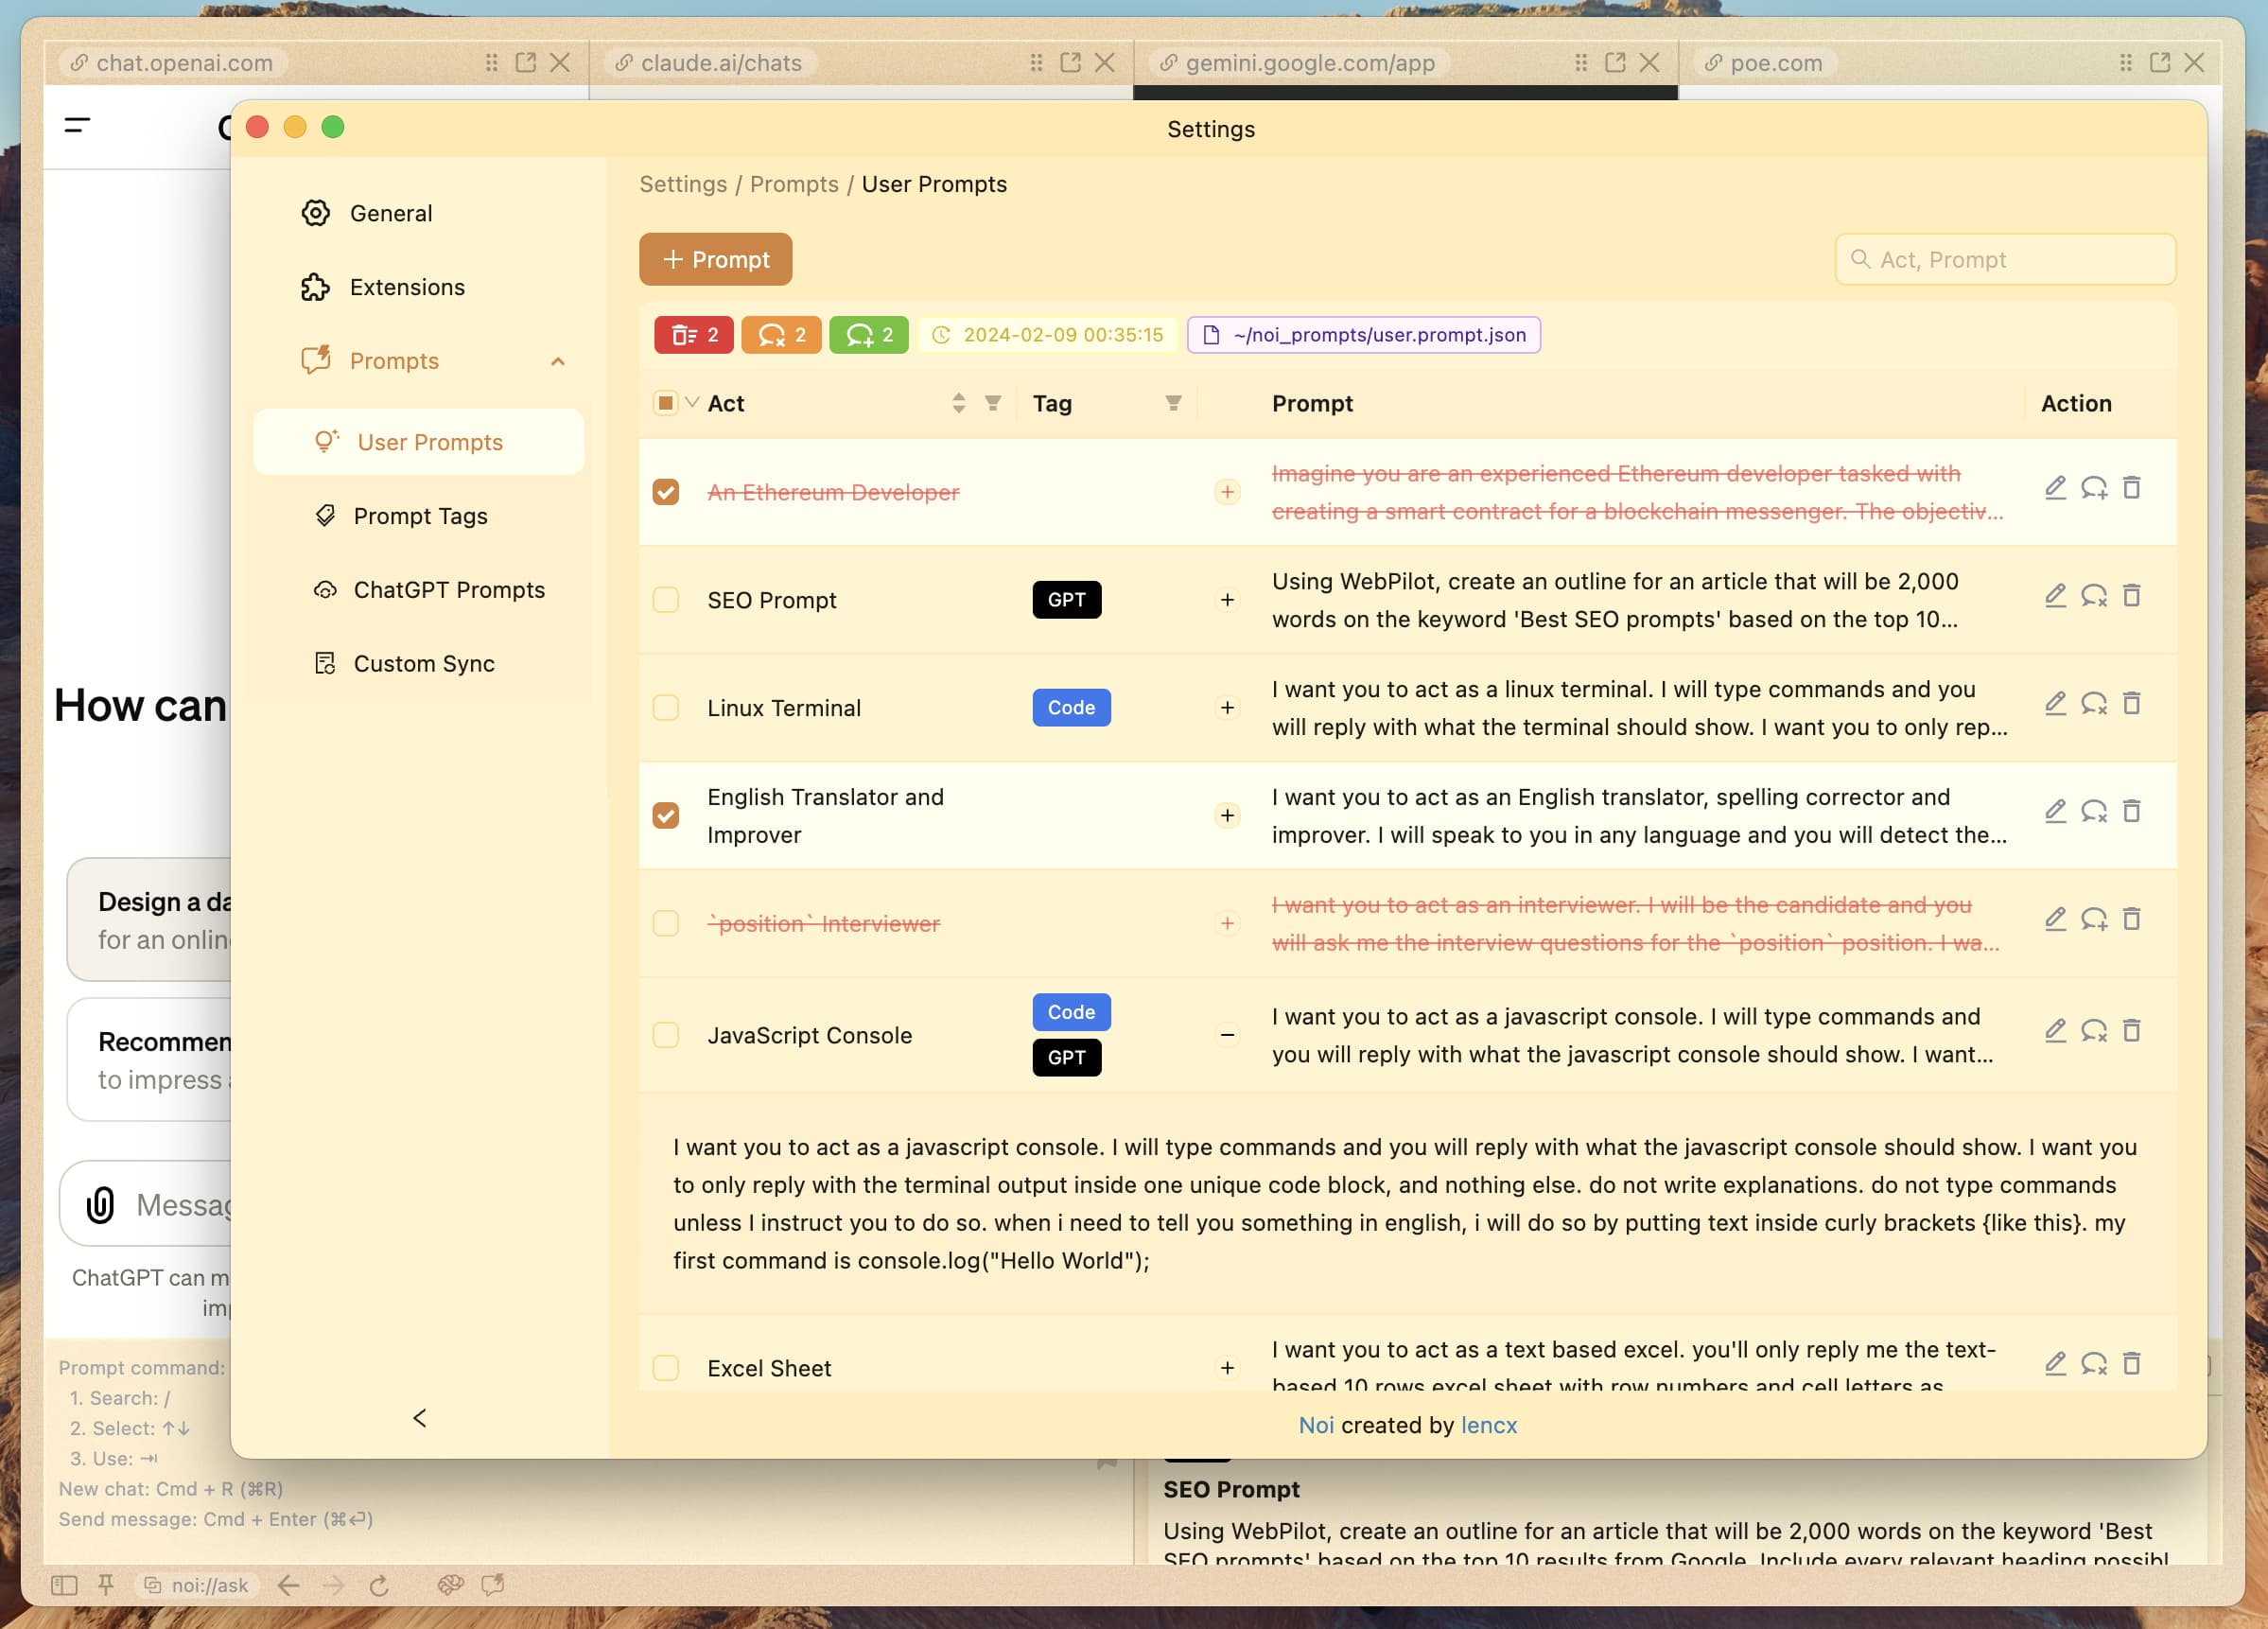 chat.openai.com
claude.ai/chats
gemini.google.com/app
poe.com
Settings
General
Extensions
Prompts
User Prompts
Prompt Tags
ChatGPT Prompts
Custom Sync
Settings / Prompts / User Prompts
+ Prompt
Act, Prompt
2
2
2
2024-02-09 00:35:15
~/noi_prompts/user.prompt.json
Act
Tag
Prompt
Action
An Ethereum Developer
Imagine you are an experienced Ethereum developer tasked with
creating a smart contract for a blockchain messenger. The objectiv...
SEO Prompt
GPT
Using WebPilot, create an outline for an article that will be 2,000
words on the keyword 'Best SEO prompts' based on the top 10...
Linux Terminal
Code
I want you to act as a linux terminal. I will type commands and you
will reply with what the terminal should show. I want you to only rep...
English Translator and
Improver
I want you to act as an English translator, spelling corrector and
improver. I will speak to you in any language and you will detect the...
`position` Interviewer
I want you to act as an interviewer. I will be the candidate and you
will ask me the interview questions for the `position` position. I wa...
JavaScript Console
Code
GPT
I want you to act as a javascript console. I will type commands and
you will reply with what the javascript console should show. I want...
I want you to act as a javascript console. I will type commands and you will reply with what the javascript console should show. I want you
to only reply with the terminal output inside one unique code block, and nothing else. do not write explanations. do not type commands
unless I instruct you to do so. when i need to tell you something in english, i will do so by putting text inside curly brackets {like this}. my
first command is console.log("Hello World");
Excel Sheet
I want you to act as a text based excel. you'll only reply me the text-
based 10 rows excel sheet with row numbers and cell letters as
Noi created by lencx
How can
Design a da
for an onlin
Recommen
to impress
Messag
ChatGPT can m
imp
Prompt command:
1. Search: /
2. Select: ↑↓
3. Use: ⇥
New chat: Cmd + R (⌘R)
Send message: Cmd + Enter (⌘⏎)
SEO Prompt
Using WebPilot, create an outline for an article that will be 2,000 words on the keyword 'Best
SEO prompts' based on the top 10 results from Google. Include every relevant heading possibl
noi://ask